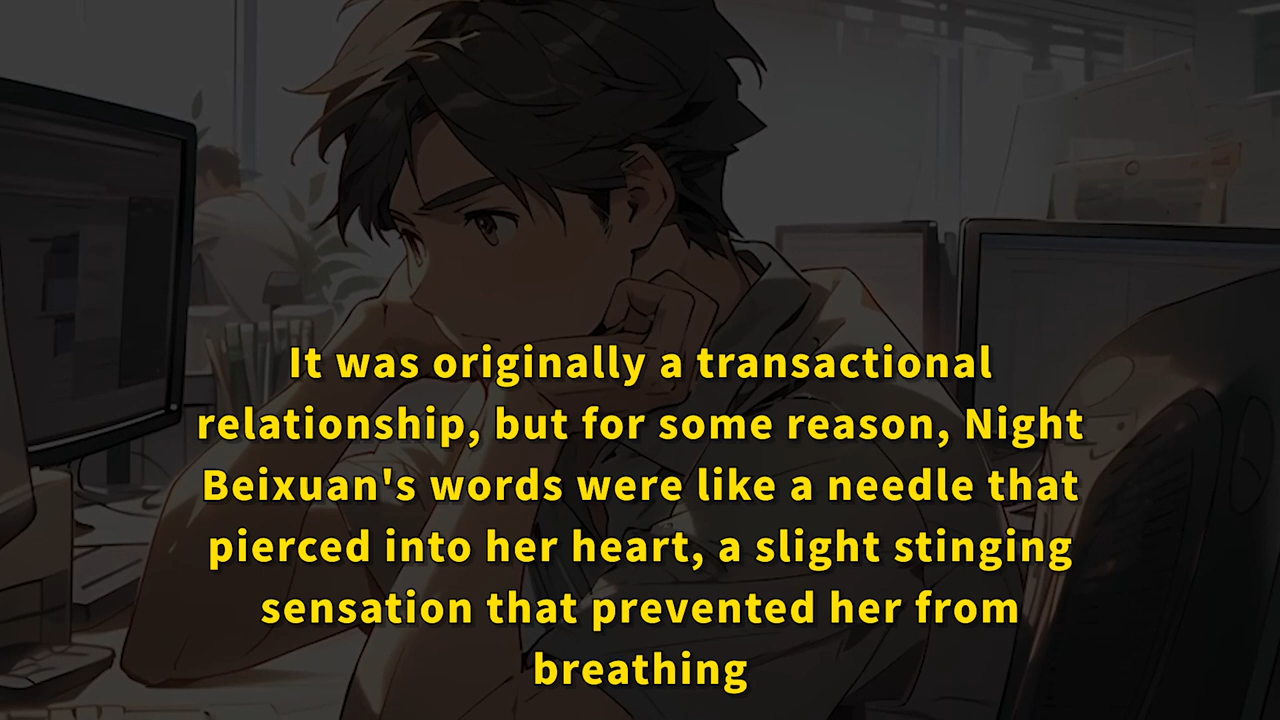 It was originally a transactional
relationship, but for some reason, Night
Beixuan's words were like a needle that
pierced into her heart, a slight stinging
sensation that prevented her from
breathing